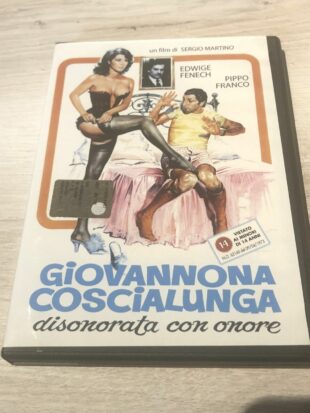 un film di SERGIO MARTINO
EDWIGE
FENECH
PIPPO
FRANCO
14
VIETATO
AI MINORI
DI 14 ANNI
GIOVANNONA
COSCIALUNGA
disonorata con onore